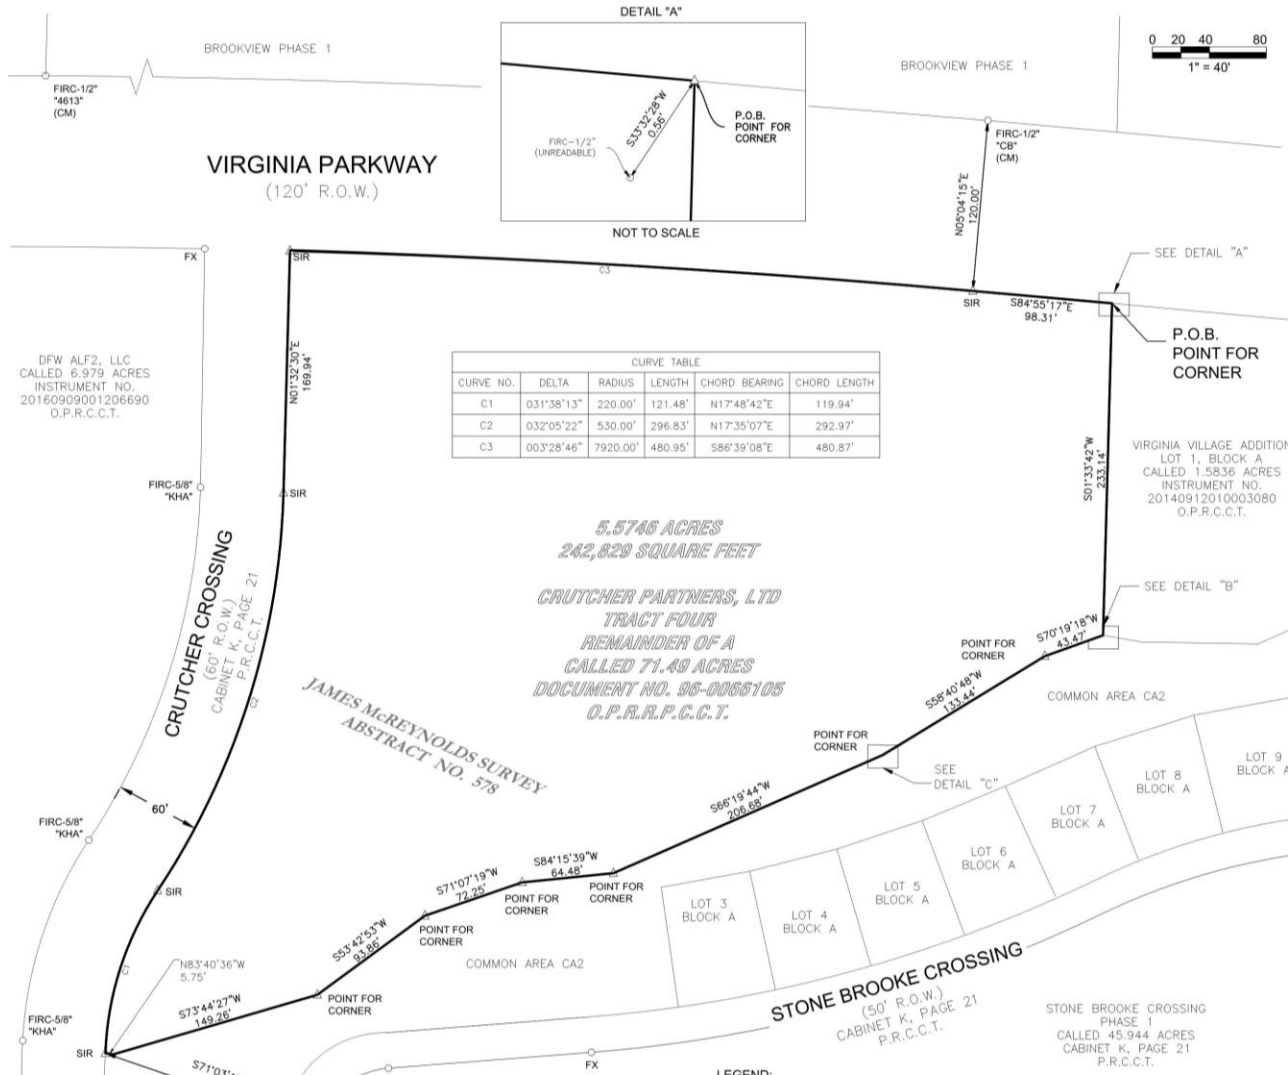 DETAIL "A"
BROOKVIEW PHASE 1
FIRC-1/2"
"4613"
(CM)
VIRGINIA PARKWAY
(120' R.O.W.)
S33°32'28"W
0.56'
FIRC-1/2"
(UNREADABLE)
P.O.B.
POINT FOR
CORNER
NOT TO SCALE
BROOKVIEW PHASE 1
0 20 40 80
1" = 40'
FIRC-1/2"
"CB"
(CM)
N05°04'15"E
120.00'
SEE DETAIL "A"
FX
SIR
C3
SIR
S84°55'17"E
98.31'
P.O.B.
POINT FOR
CORNER
DFW ALF2, LLC
CALLED 6.979 ACRES
INSTRUMENT NO.
20160909001206690
O.P.R.C.C.T.
N01°32'30"E
169.94'
CURVE TABLE
CURVE NO. DELTA RADIUS LENGTH CHORD BEARING CHORD LENGTH
C1 031°38'13" 220.00' 121.48' N17°48'42"E 119.94'
C2 032°05'22" 530.00' 296.83' N17°35'07"E 292.97'
C3 003°28'46" 7920.00' 480.95' S86°39'08"E 480.87'
S01°33'42"W
233.14'
VIRGINIA VILLAGE ADDITION
LOT 1, BLOCK A
CALLED 1.5836 ACRES
INSTRUMENT NO.
20140912010003080
O.P.R.C.C.T.
FIRC-5/8"
"KHA"
SIR
5.5746 ACRES
242,829 SQUARE FEET
CRUTCHER PARTNERS, LTD
TRACT FOUR
REMAINDER OF A
CALLED 71.49 ACRES
DOCUMENT NO. 96-0066105
O.P.R.R.P.C.C.T.
CRUTCHER CROSSING
(60' R.O.W.)
CABINET K, PAGE 21
P.R.C.C.T.
C2
JAMES McREYNOLDS SURVEY
ABSTRACT NO. 578
SEE DETAIL "B"
S70°19'18"W
43.47'
POINT FOR
CORNER
S58°40'48"W
133.44'
COMMON AREA CA2
POINT FOR
CORNER
SEE
DETAIL "C"
S66°19'44"W
206.68'
60'
FIRC-5/8"
"KHA"
SIR
S84°15'39"W
64.48'
POINT FOR
CORNER
POINT FOR
CORNER
S71°07'19"W
72.25'
POINT FOR
CORNER
S53°42'53"W
93.86'
COMMON AREA CA2
LOT 3
BLOCK A
LOT 4
BLOCK A
LOT 5
BLOCK A
LOT 6
BLOCK A
LOT 7
BLOCK A
LOT 8
BLOCK A
LOT 9
BLOCK A
C1
N83°40'36"W
5.75'
S73°44'27"W
149.26'
POINT FOR
CORNER
STONE BROOKE CROSSING
(50' R.O.W.)
CABINET K, PAGE 21
P.R.C.C.T.
STONE BROOKE CROSSING
PHASE 1
CALLED 45.944 ACRES
CABINET K, PAGE 21
P.R.C.C.T.
FIRC-5/8"
"KHA"
SIR
FX
LEGEND: